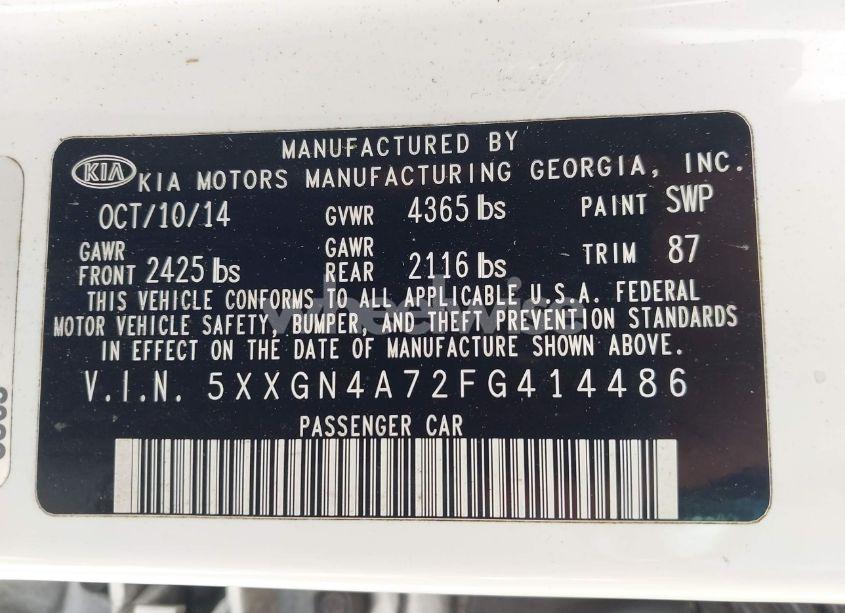 MANUFACTURED BY
KIA KIA MOTORS MANUFACTURING GEORGIA, INC.
OCT/10/14 GVWR 4365 lbs PAINT SWP
GAWR FRONT 2425 lbs GAWR REAR 2116 lbs TRIM 87
THIS VEHICLE CONFORMS TO ALL APPLICABLE U.S.A. FEDERAL
MOTOR VEHICLE SAFETY, BUMPER, AND THEFT PREVENTION STANDARDS
IN EFFECT ON THE DATE OF MANUFACTURE SHOWN ABOVE.
V.I.N. 5XXGN4A72FG414486
PASSENGER CAR